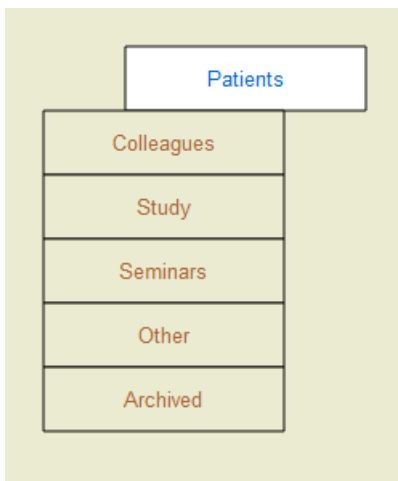 Patients
Colleagues
Study
Seminars
Other
Archived